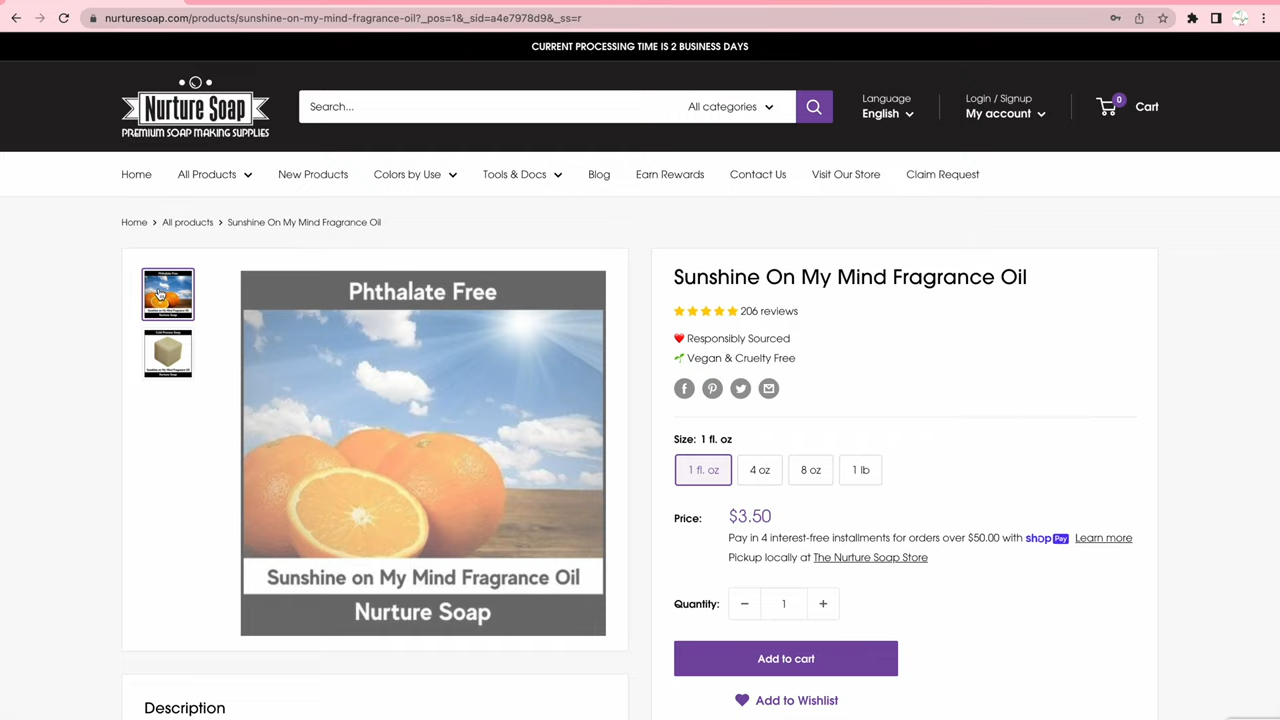 nurturesoap.com/products/sunshine-on-my-mind-fragrance-oil?_pos=1&_sid=a4e7978d9&_ss=r
CURRENT PROCESSING TIME IS 2 BUSINESS DAYS
Nurture Soap
PREMIUM SOAP MAKING SUPPLIES
Search...
All categories
Language
English
Login / Signup
My account
0
Cart
Home
All Products
New Products
Colors by Use
Tools & Docs
Blog
Earn Rewards
Contact Us
Visit Our Store
Claim Request
Home > All products > Sunshine On My Mind Fragrance Oil
Phthalate Free
Sunshine on My Mind Fragrance Oil
Nurture Soap
Sunshine On My Mind Fragrance Oil
206 reviews
Responsibly Sourced
Vegan & Cruelty Free
Size: 1 fl. oz
1 fl. oz
4 oz
8 oz
1 lb
Price: $3.50
Pay in 4 interest-free installments for orders over $50.00 with shop Pay Learn more
Pickup locally at The Nurture Soap Store
Quantity: − 1 +
Add to cart
Add to Wishlist
Description